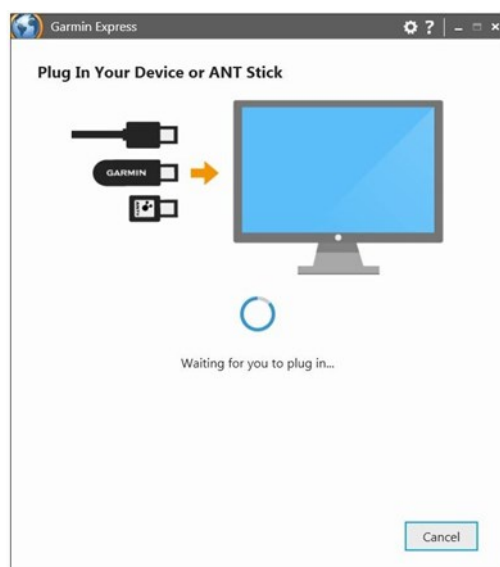 Garmin Express
Plug In Your Device or ANT Stick
GARMIN
Waiting for you to plug in...
Cancel